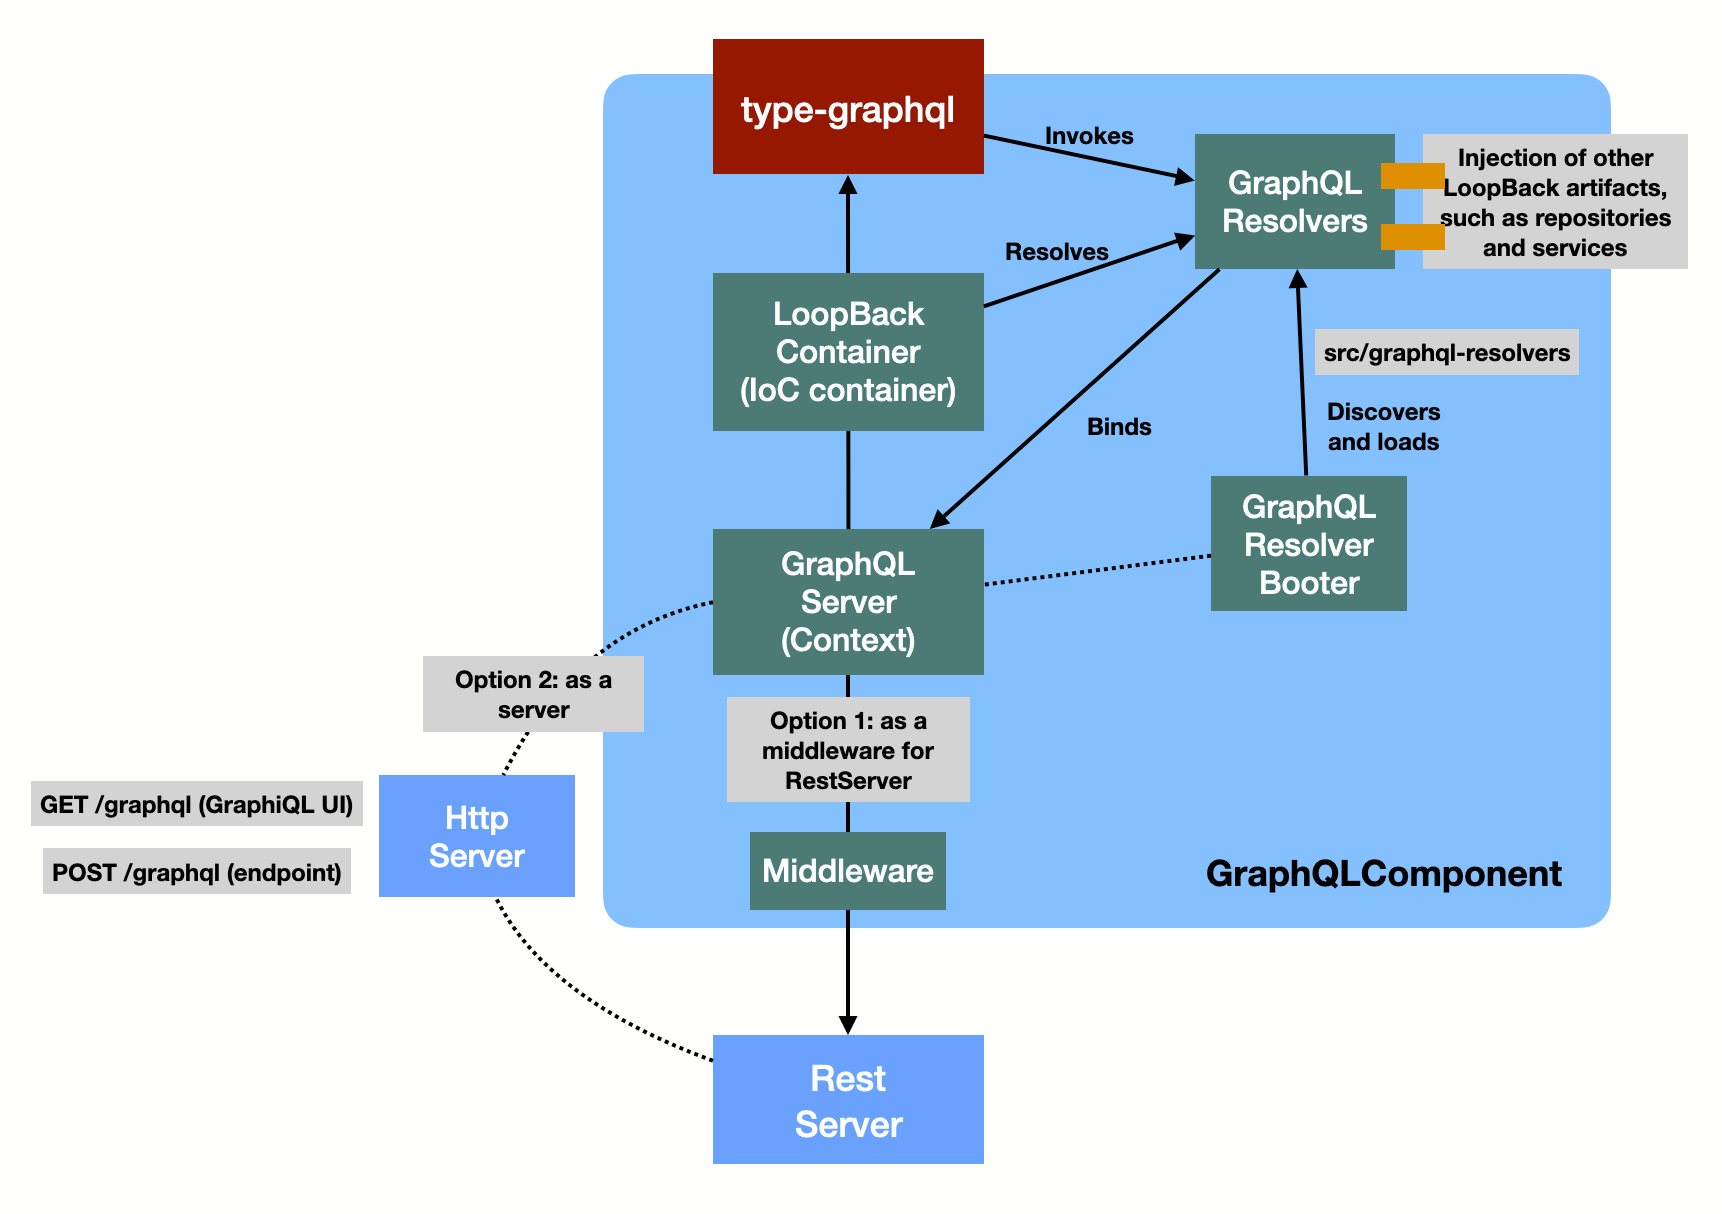 type-graphql
Invokes
GraphQL
Resolvers
Injection of other
LoopBack artifacts,
such as repositories
and services
Resolves
LoopBack
Container
(IoC container)
src/graphql-resolvers
Discovers
and loads
Binds
GraphQL
Server
(Context)
GraphQL
Resolver
Booter
Option 2: as a
server
Option 1: as a
middleware for
RestServer
GET /graphql (GraphiQL UI)
POST /graphql (endpoint)
Http
Server
Middleware
GraphQLComponent
Rest
Server